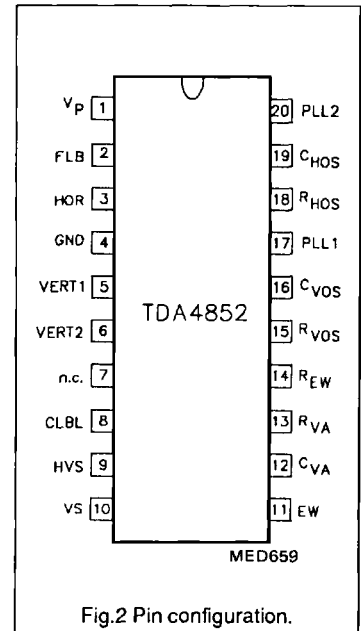 VP 1
FLB 2
HOR 3
GND 4
VERT1 5
VERT2 6
n.c. 7
CLBL 8
HVS 9
VS 10
TDA4852
20 PLL2
19 CHOS
18 RHOS
17 PLL1
16 CVOS
15 RVOS
14 REW
13 RVA
12 CVA
11 EW
MED659
Fig.2 Pin configuration.